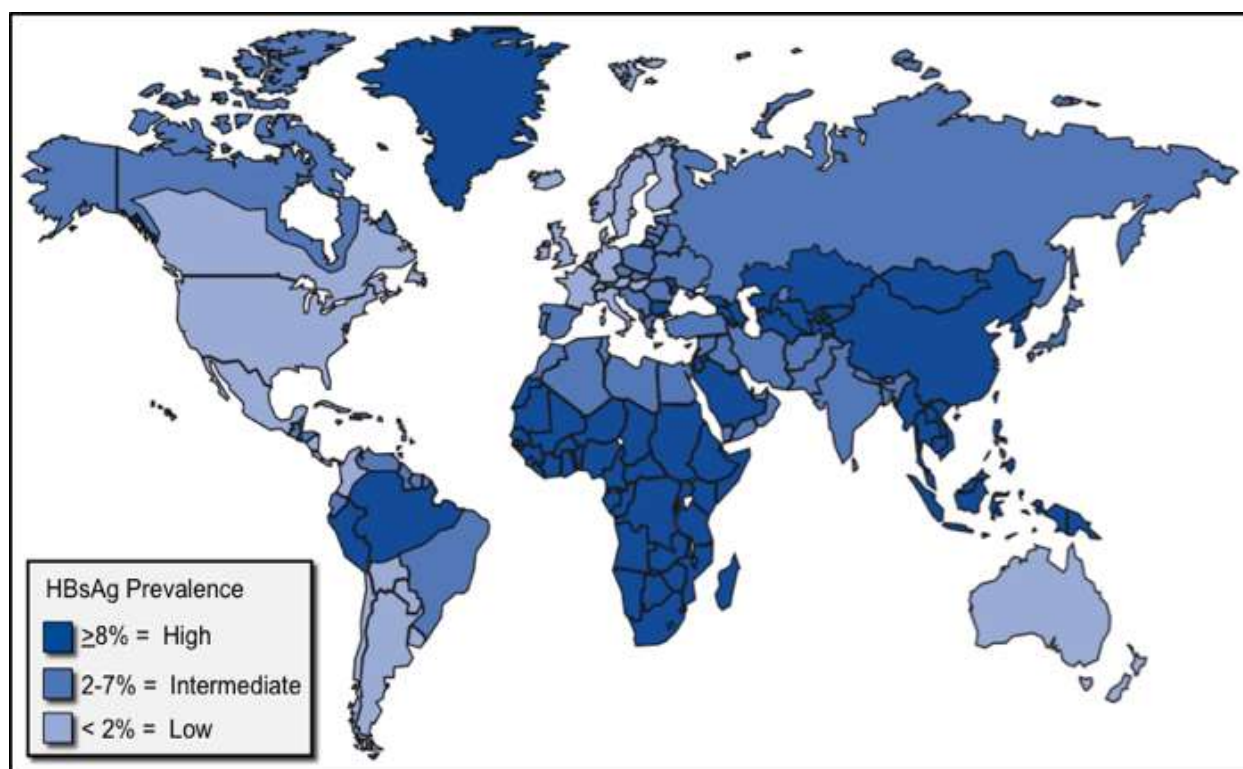 HBsAg Prevalence
≥8% = High
2-7% = Intermediate
< 2% = Low